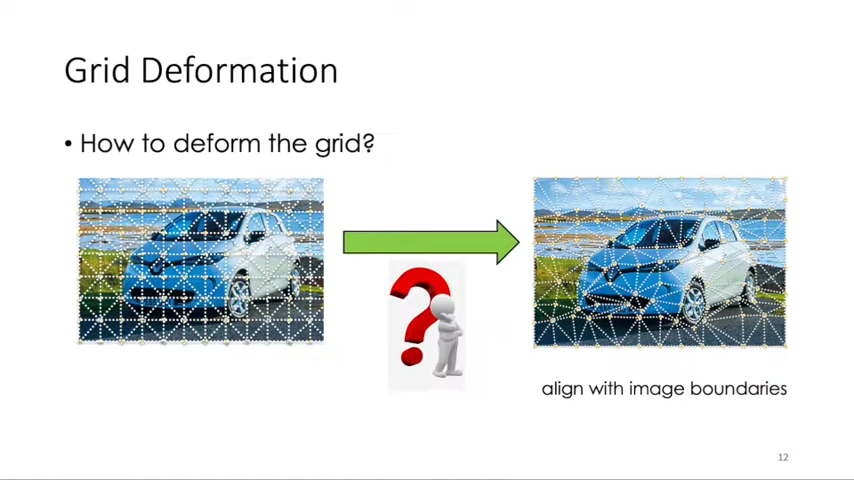 Grid Deformation
• How to deform the grid?
align with image boundaries
12